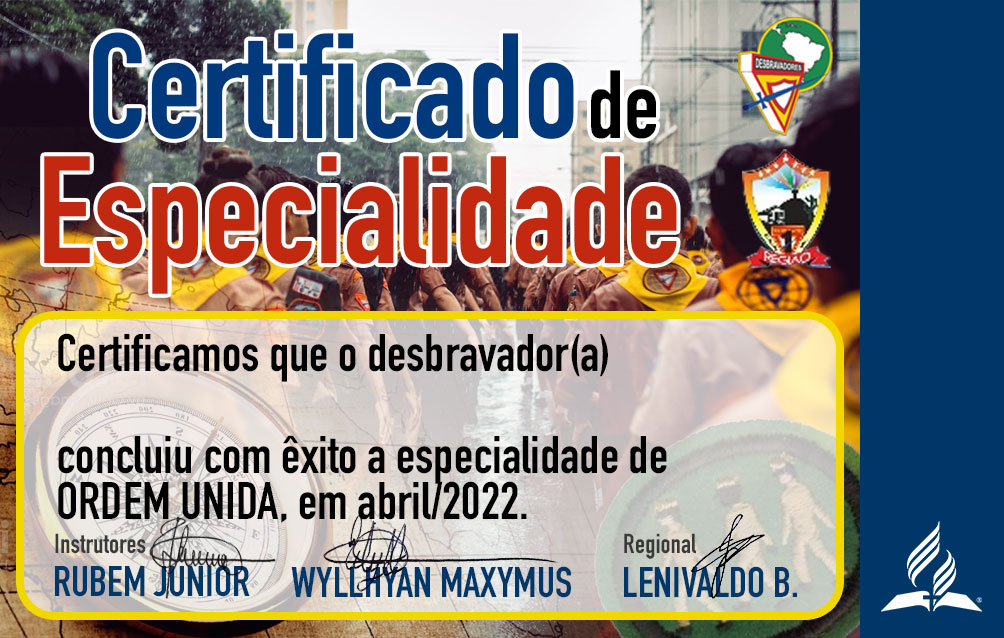 Certificado de
Especialidade
DESBRAVADORES
1
REGIÃO
Certificamos que o desbravador(a)
concluiu com êxito a especialidade de
ORDEM UNIDA, em abril/2022.
Instrutores
Regional
RUBEM JUNIOR
WYLLHYAN MAXYMUS
LENIVALDO B.
®